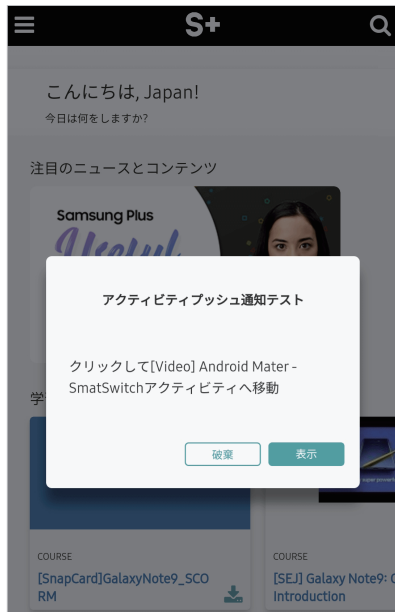 S+
こんにちは, Japan!
今日は何をしますか?
注目のニュースとコンテンツ
Samsung Plus
Useful
アクティビティプッシュ通知テスト
クリックして[Video] Android Mater -
SmatSwitchアクティビティへ移動
学
破棄
表示
super powerful
COURSE
[SnapCard]GalaxyNote9_SCO
RM
COURSE
[SEJ] Galaxy Note9:
Introduction